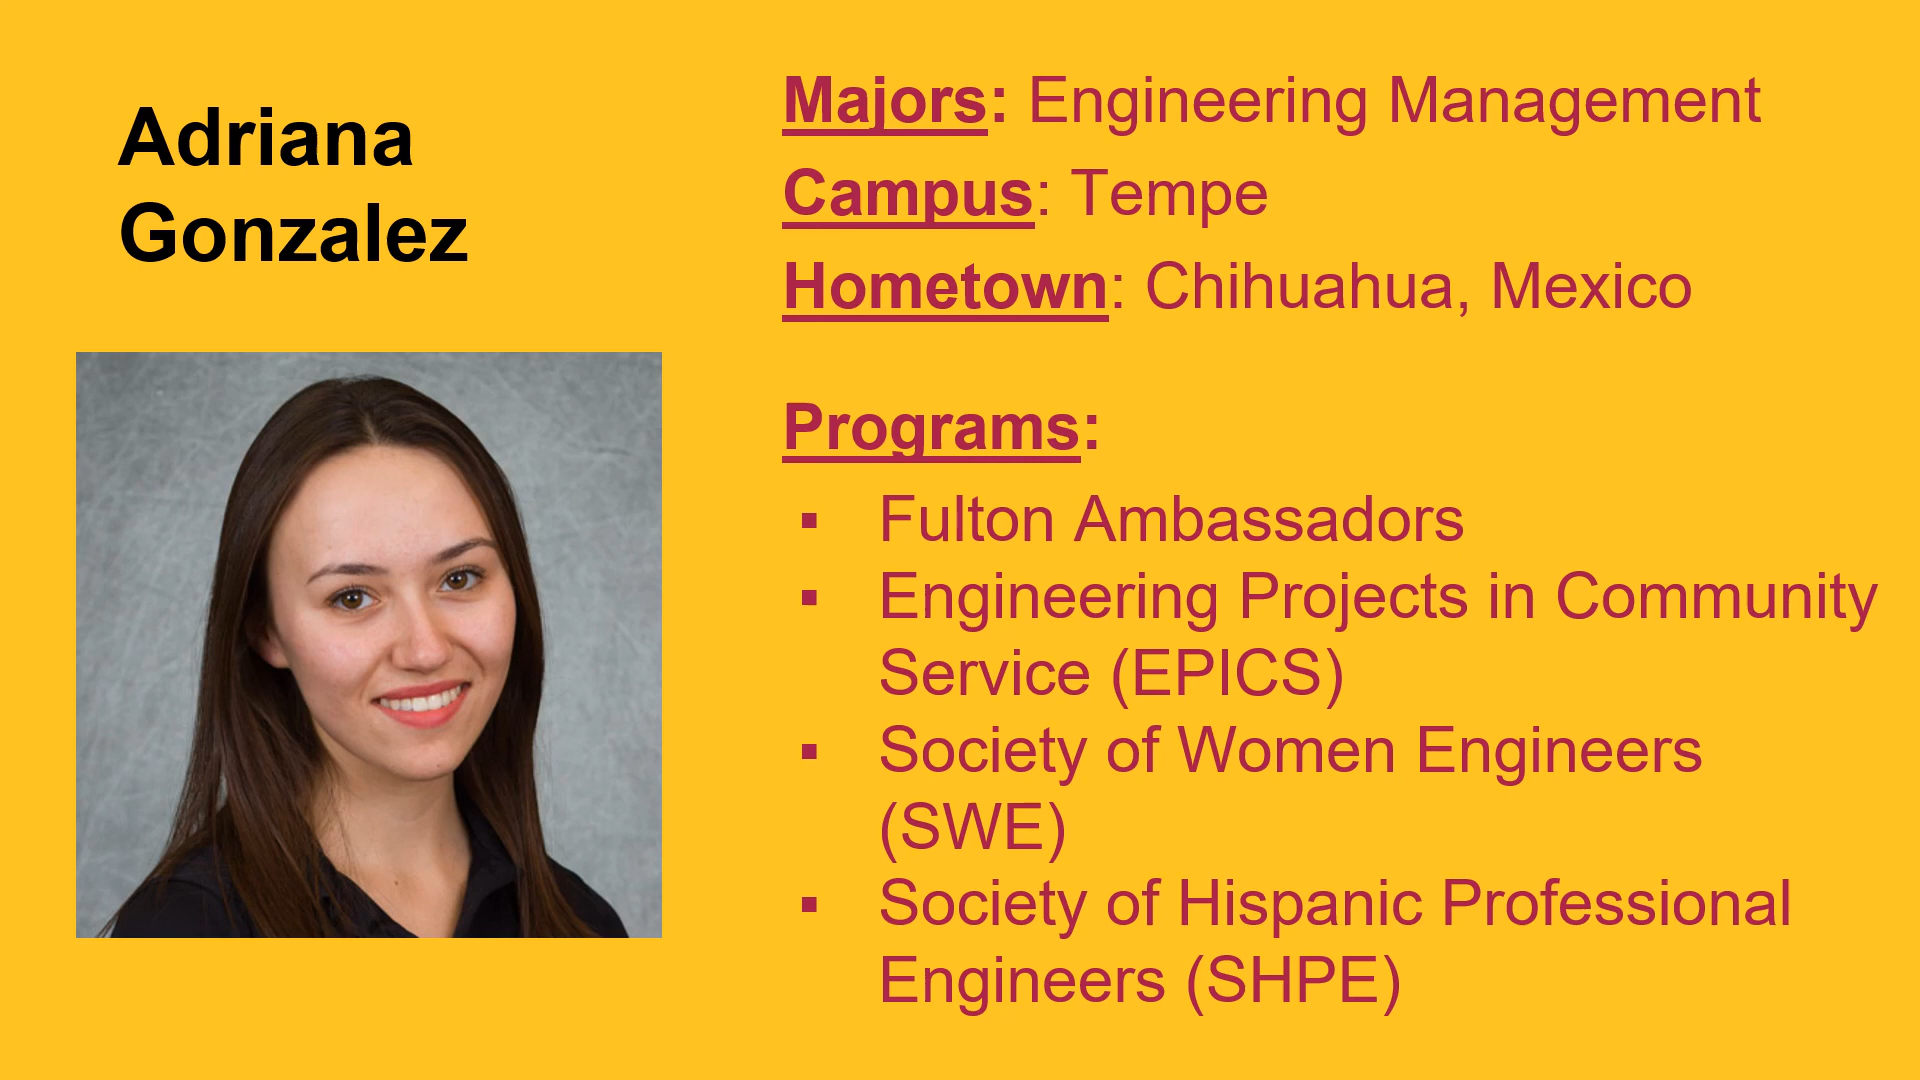 Adriana
Gonzalez
Majors: Engineering Management
Campus: Tempe
Hometown: Chihuahua, Mexico
Programs:
▪ Fulton Ambassadors
▪ Engineering Projects in Community
Service (EPICS)
▪ Society of Women Engineers
(SWE)
▪ Society of Hispanic Professional
Engineers (SHPE)